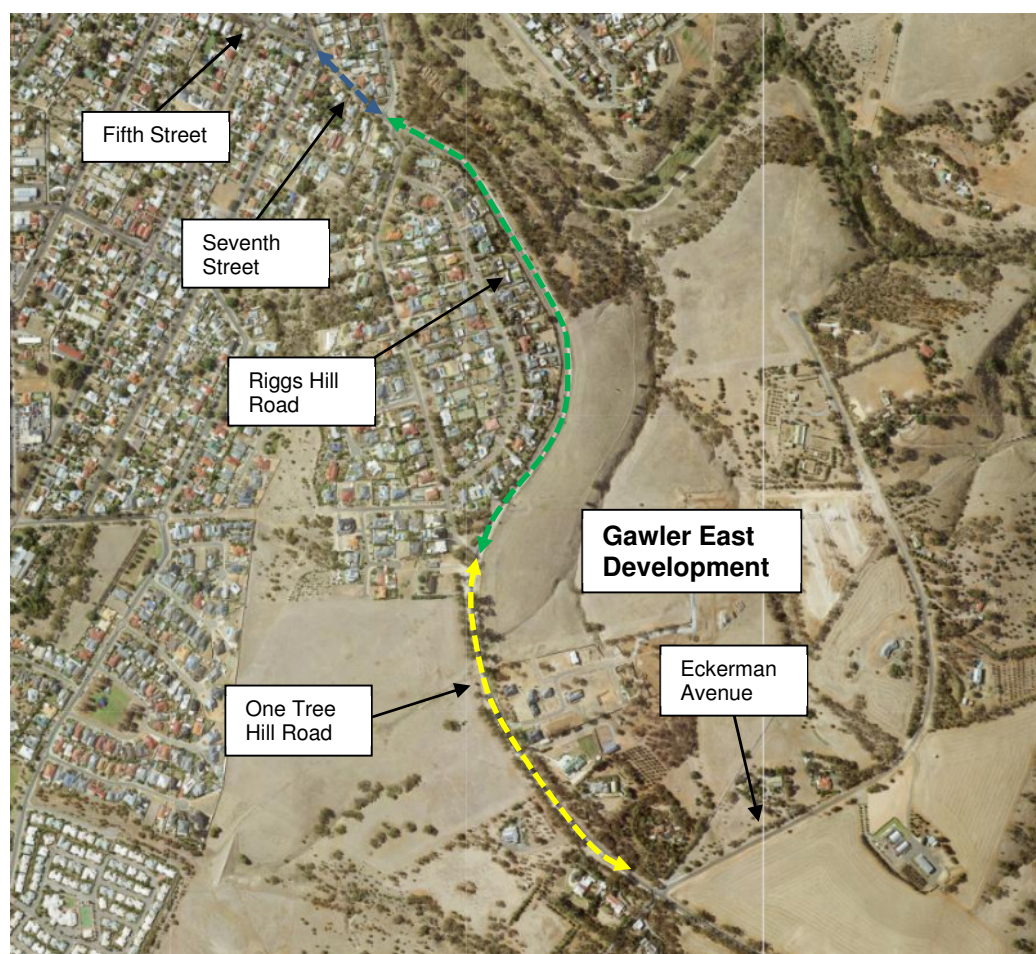 Fifth Street
Seventh
Street
Riggs Hill
Road
Gawler East
Development
Eckerman
Avenue
One Tree
Hill Road